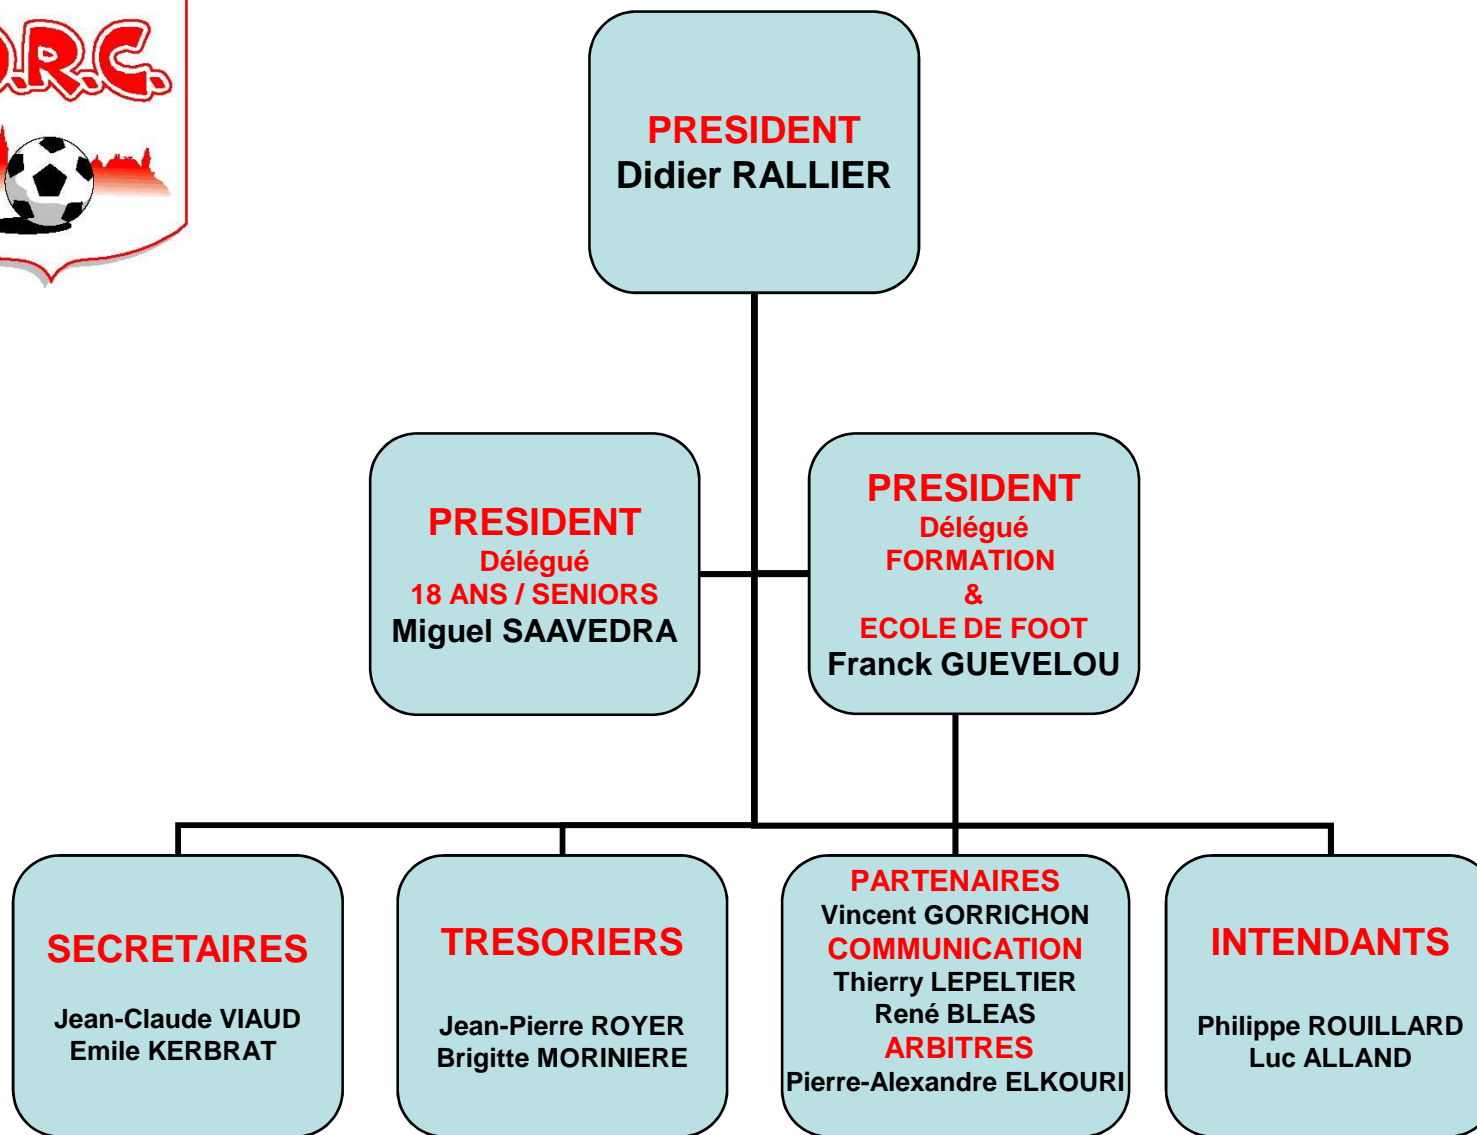 .R.C.
PRESIDENT
Didier RALLIER
PRESIDENT
Délégué
18 ANS / SENIORS
Miguel SAAVEDRA
PRESIDENT
Délégué
FORMATION
&
ECOLE DE FOOT
Franck GUEVELOU
SECRETAIRES
Jean-Claude VIAUD
Emile KERBRAT
TRESORIERS
Jean-Pierre ROYER
Brigitte MORINIERE
PARTENAIRES
Vincent GORRICHON
COMMUNICATION
Thierry LEPELTIER
René BLEAS
ARBITRES
Pierre-Alexandre ELKOURI
INTENDANTS
Philippe ROUILLARD
Luc ALLAND